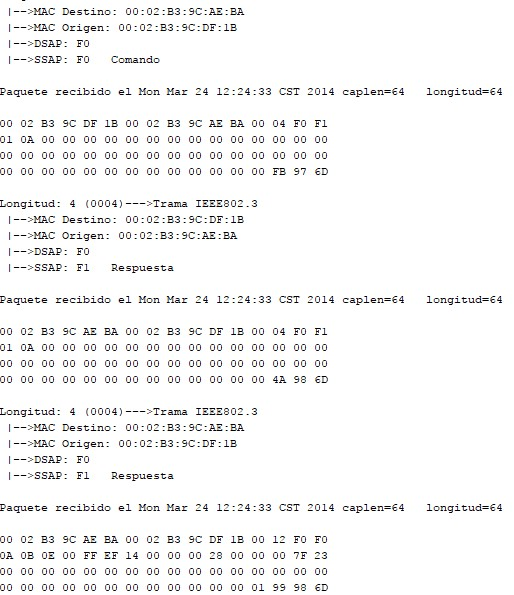 |-->MAC Destino: 00:02:B3:9C:AE:BA
|-->MAC Origen: 00:02:B3:9C:DF:1B
|-->DSAP: F0
|-->SSAP: F0   Comando
Paquete recibido el Mon Mar 24 12:24:33 CST 2014 caplen=64   longitud=64
00 02 B3 9C DF 1B 00 02 B3 9C AE BA 00 04 F0 F1
01 0A 00 00 00 00 00 00 00 00 00 00 00 00 00 00
00 00 00 00 00 00 00 00 00 00 00 00 00 00 00 00
00 00 00 00 00 00 00 00 00 00 00 00 00 FB 97 6D
Longitud: 4 (0004)--->Trama IEEE802.3
|-->MAC Destino: 00:02:B3:9C:DF:1B
|-->MAC Origen: 00:02:B3:9C:AE:BA
|-->DSAP: F0
|-->SSAP: F1   Respuesta
Paquete recibido el Mon Mar 24 12:24:33 CST 2014 caplen=64   longitud=64
00 02 B3 9C AE BA 00 02 B3 9C DF 1B 00 04 F0 F1
01 0A 00 00 00 00 00 00 00 00 00 00 00 00 00 00
00 00 00 00 00 00 00 00 00 00 00 00 00 00 00 00
00 00 00 00 00 00 00 00 00 00 00 00 00 4A 98 6D
Longitud: 4 (0004)--->Trama IEEE802.3
|-->MAC Destino: 00:02:B3:9C:AE:BA
|-->MAC Origen: 00:02:B3:9C:DF:1B
|-->DSAP: F0
|-->SSAP: F1   Respuesta
Paquete recibido el Mon Mar 24 12:24:33 CST 2014 caplen=64   longitud=64
00 02 B3 9C AE BA 00 02 B3 9C DF 1B 00 12 F0 F0
0A 0B 0E 00 FF EF 14 00 00 00 28 00 00 00 7F 23
00 00 00 00 00 00 00 00 00 00 00 00 00 00 00 00
00 00 00 00 00 00 00 00 00 00 00 00 01 99 98 6D